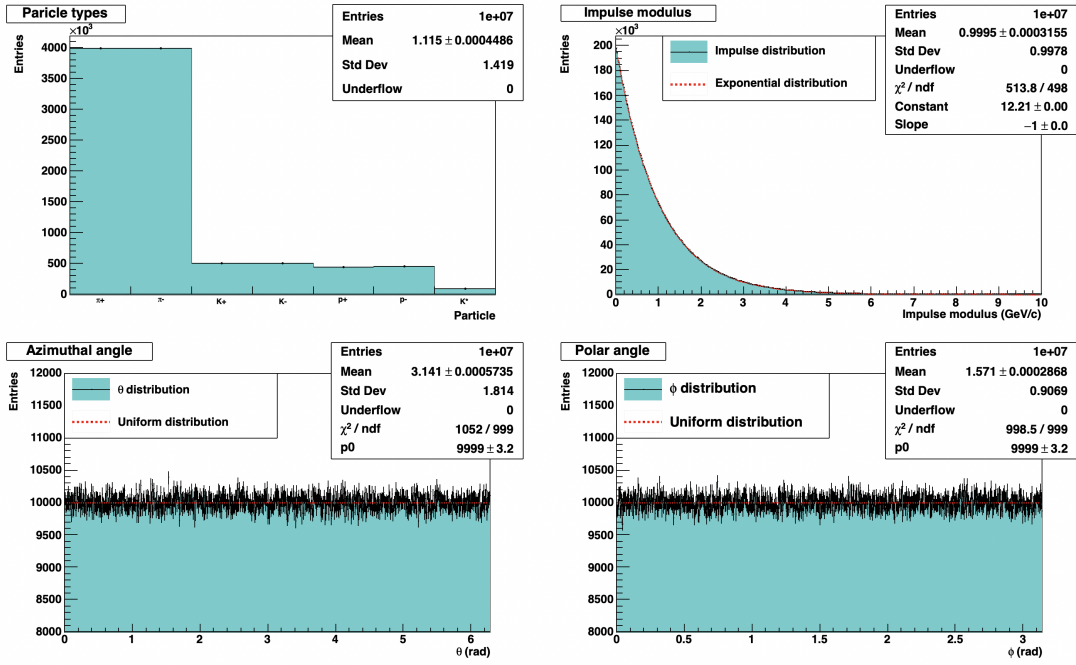 Paricle types
Entries 1e+07
Mean 1.115 ± 0.0004486
Std Dev 1.419
Underflow 0
×10³
Entries
4000
3500
3000
2500
2000
1500
1000
500
0
π+ π- K+ K- p+ p- K*
Particle
Impulse modulus
Entries 1e+07
Mean 0.9995 ± 0.0003155
Std Dev 0.9978
Underflow 0
χ² / ndf 513.8 / 498
Constant 12.21 ± 0.00
Slope −1 ± 0.0
Impulse distribution
Exponential distribution
×10³
Entries
200
180
160
140
120
100
80
60
40
20
0
0 1 2 3 4 5 6 7 8 9 10
Impulse modulus (GeV/c)
Azimuthal angle
Entries 1e+07
Mean 3.141 ± 0.0005735
Std Dev 1.814
Underflow 0
χ² / ndf 1052 / 999
p0 9999 ± 3.2
θ distribution
Uniform distribution
Entries
12000
11500
11000
10500
10000
9500
9000
8500
8000
0 1 2 3 4 5 6
θ (rad)
Polar angle
Entries 1e+07
Mean 1.571 ± 0.0002868
Std Dev 0.9069
Underflow 0
χ² / ndf 998.5 / 999
p0 9999 ± 3.2
ϕ distribution
Uniform distribution
Entries
12000
11500
11000
10500
10000
9500
9000
8500
8000
0 0.5 1 1.5 2 2.5 3
ϕ (rad)